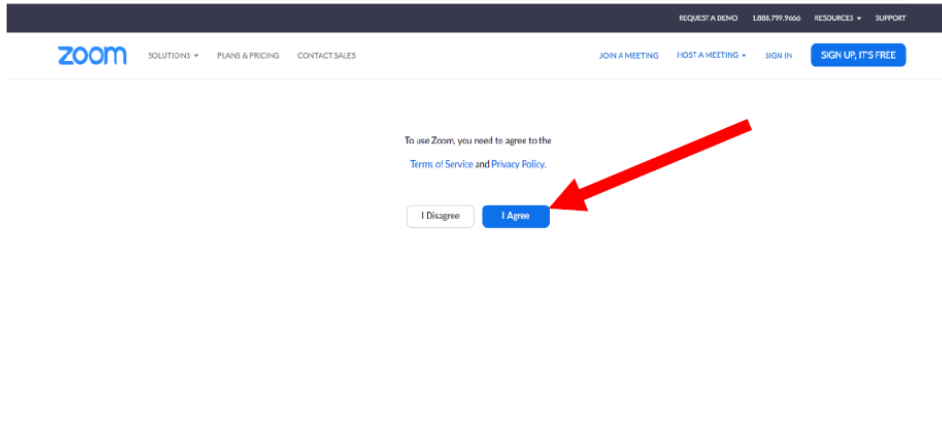 REQUEST A DEMO 1.888.799.9666 RESOURCES SUPPORT
zoom SOLUTIONS PLANS & PRICING CONTACT SALES JOIN A MEETING HOST A MEETING SIGN IN SIGN UP, IT'S FREE
To use Zoom, you need to agree to the
Terms of Service and Privacy Policy.
I Disagree I Agree